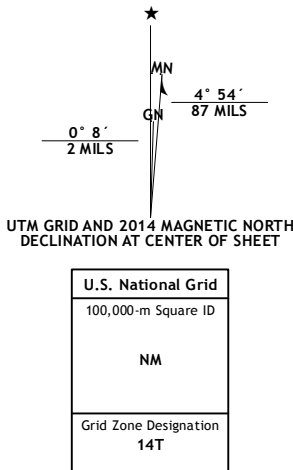 MN
4° 54´
87 MILS
GN
0° 8´
2 MILS
UTM GRID AND 2014 MAGNETIC NORTH
DECLINATION AT CENTER OF SHEET
U.S. National Grid
100,000-m Square ID
NM
Grid Zone Designation
14T